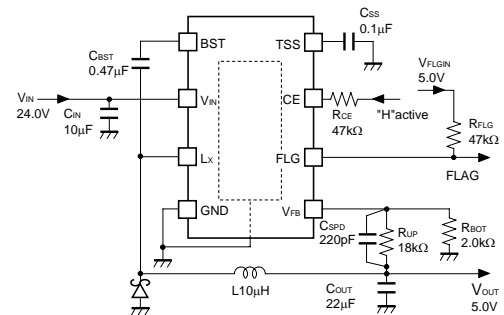 CSS
0.1μF
CBST
0.47μF
BST
TSS
VFLGIN
5.0V
VIN
24.0V
CIN
10μF
VIN
CE
RCE
47kΩ
"H"active
RFLG
47kΩ
LX
FLG
FLAG
GND
VFB
CSPD
220pF
RUP
18kΩ
RBOT
2.0kΩ
L10μH
COUT
22μF
VOUT
5.0V